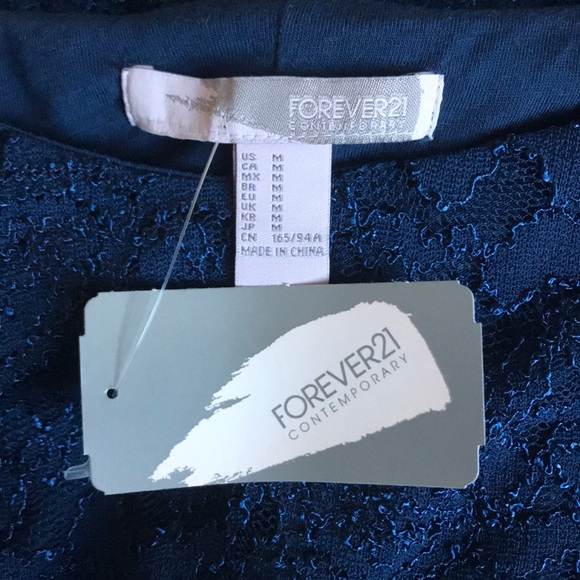 FOREVER21
CONTEMPORARY
US M
CA M
MX M
BR M
EU M
UK M
KR M
JP M
CN 165/94A
MADE IN CHINA
FOREVER21
CONTEMPORARY